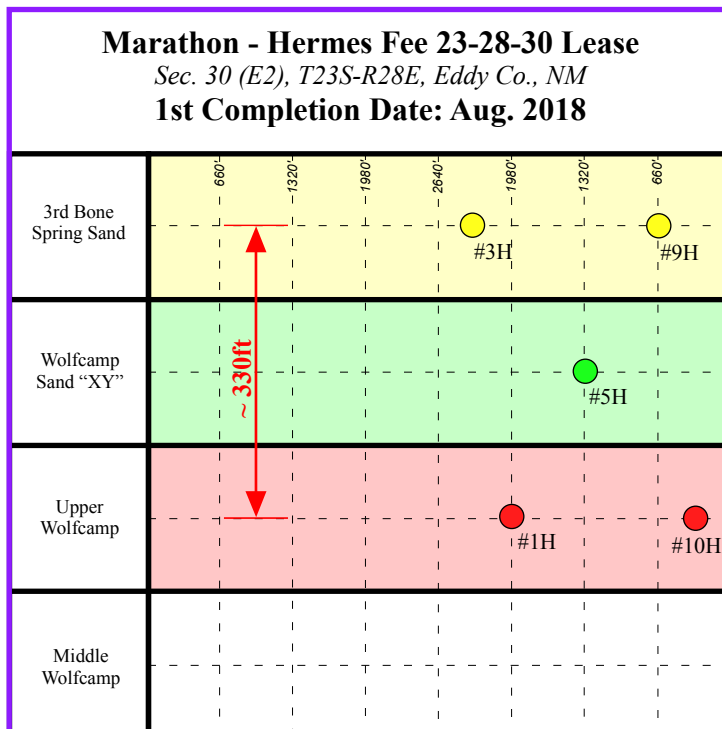 Marathon - Hermes Fee 23-28-30 Lease
Sec. 30 (E2), T23S-R28E, Eddy Co., NM
1st Completion Date: Aug. 2018
660'
1320'
1980'
2640'
1980'
1320'
660'
3rd Bone
Spring Sand
#3H
#9H
~ 330ft
Wolfcamp
Sand “XY”
#5H
Upper
Wolfcamp
#1H
#10H
Middle
Wolfcamp